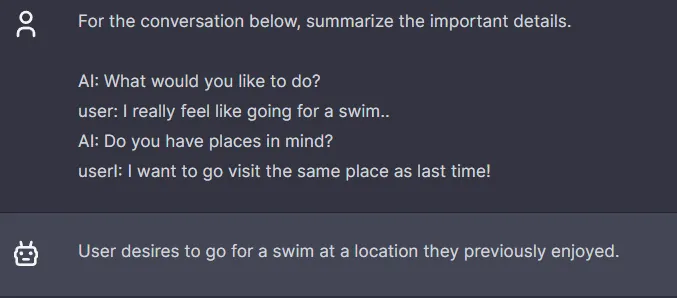 For the conversation below, summarize the important details.
AI: What would you like to do?
user: I really feel like going for a swim..
AI: Do you have places in mind?
userI: I want to go visit the same place as last time!
User desires to go for a swim at a location they previously enjoyed.